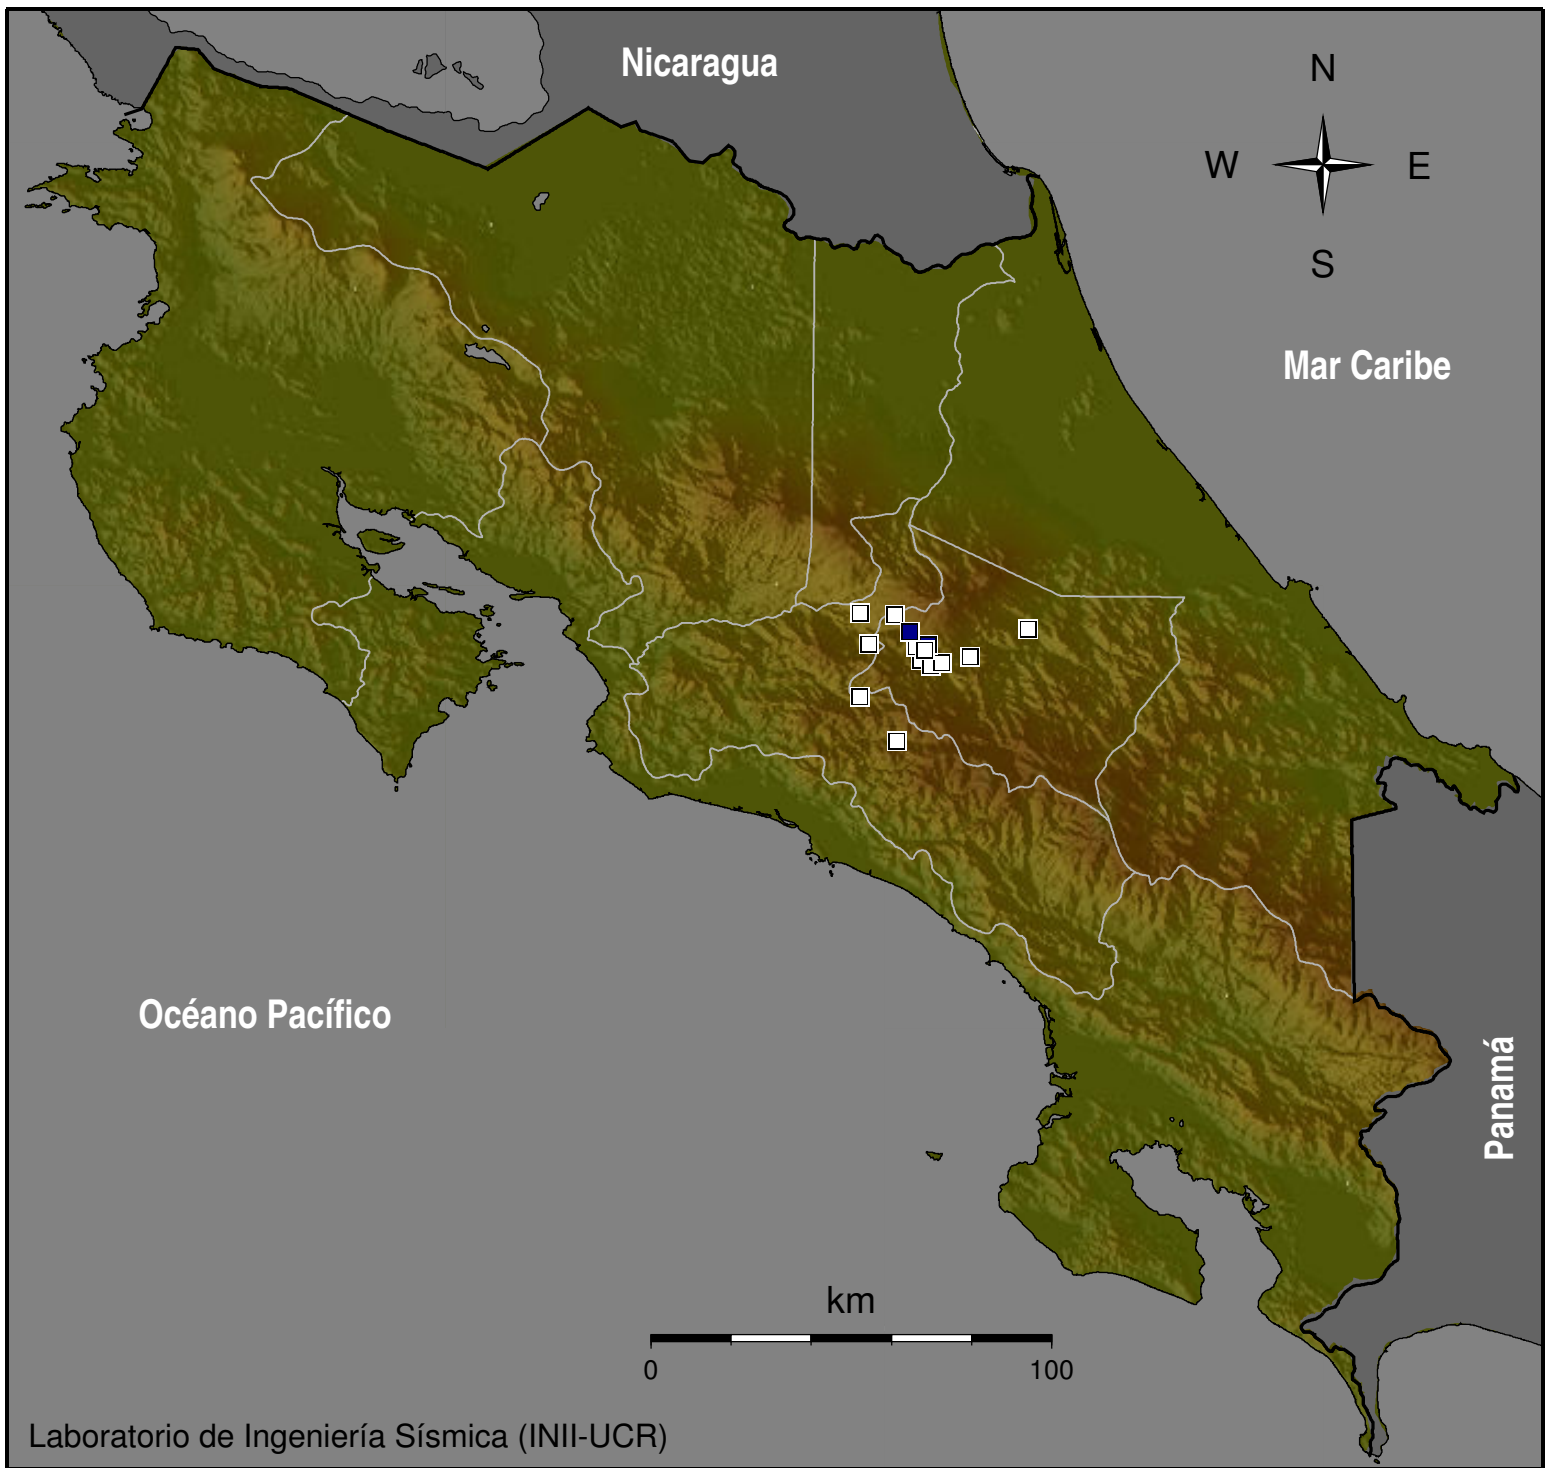 Nicaragua
N
W E
S
Mar Caribe
Océano Pacífico
Panamá
km
0 100
Laboratorio de Ingeniería Sísmica (INII-UCR)